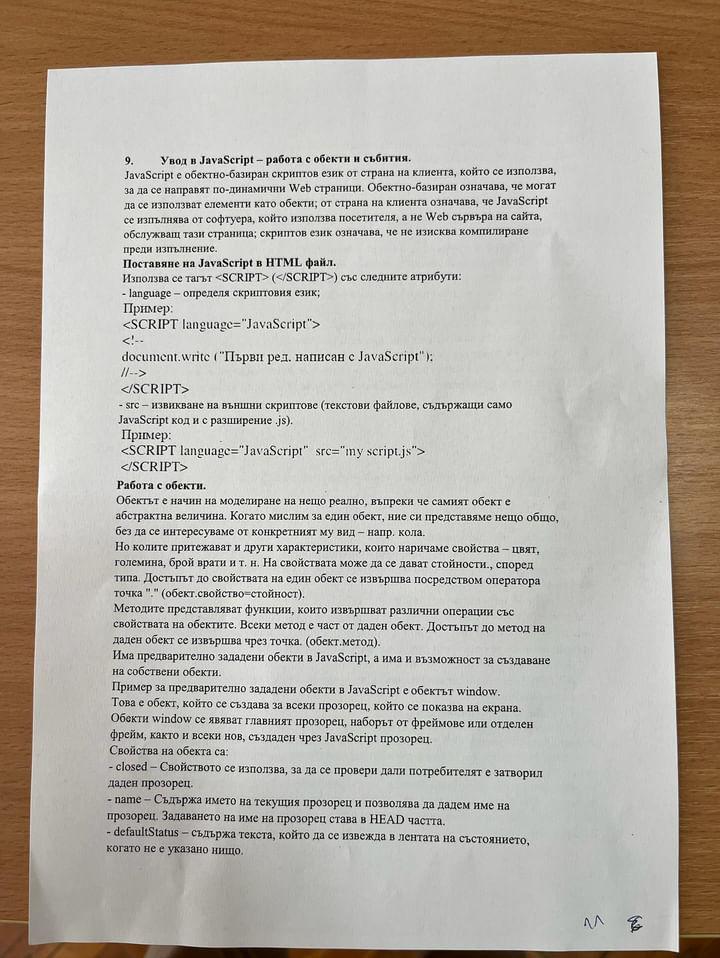 9. Увод в JavaScript – работа с обекти и събития.
JavaScript е обектно-базиран скриптов език от страна на клиента, който се използва,
за да се направят по-динамични Web страници. Обектно-базиран означава, че могат
да се използват елементи като обекти; от страна на клиента означава, че JavaScript
се изпълнява от софтуера, който използва посетителя, а не Web сървъра на сайта,
обслужващ тази страница; скриптов език означава, че не изисква компилиране
преди изпълнение.
Поставяне на JavaScript в HTML файл.
Използва се тагът <SCRIPT> (</SCRIPT>) със следните атрибути:
- language – определя скриптовия език;
Пример:
<SCRIPT language="JavaScript">
<!--
document.write ("Първи ред. написан с JavaScript");
//-->
</SCRIPT>
- src – извикване на външни скриптове (текстови файлове, съдържащи само
JavaScript код и с разширение .js).
Пример:
<SCRIPT language="JavaScript" src="my script.js">
</SCRIPT>
Работа с обекти.
Обектът е начин на моделиране на нещо реално, въпреки че самият обект е
абстрактна величина. Когато мислим за един обект, ние си представяме нещо общо,
без да се интересуваме от конкретният му вид – напр. кола.
Но колите притежават и други характеристики, които наричаме свойства – цвят,
големина, брой врати и т. н. На свойствата може да се дават стойности., според
типа. Достъпът до свойствата на един обект се извършва посредством оператора
точка "." (обект.свойство=стойност).
Методите представляват функции, които извършват различни операции със
свойствата на обектите. Всеки метод е част от даден обект. Достъпът до метод на
даден обект се извършва чрез точка. (обект.метод).
Има предварително зададени обекти в JavaScript, а има и възможност за създаване
на собствени обекти.
Пример за предварително зададени обекти в JavaScript е обектът window.
Това е обект, който се създава за всеки прозорец, който се показва на екрана.
Обекти window се явяват главният прозорец, наборът от фреймове или отделен
фрейм, както и всеки нов, създаден чрез JavaScript прозорец.
Свойства на обекта са:
- closed – Свойството се използва, за да се провери дали потребителят е затворил
даден прозорец.
- name – Съдържа името на текущия прозорец и позволява да дадем име на
прозорец. Задаването на име на прозорец става в HEAD частта.
- defaultStatus – съдържа текста, който да се извежда в лентата на състоянието,
когато не е указано нищо.